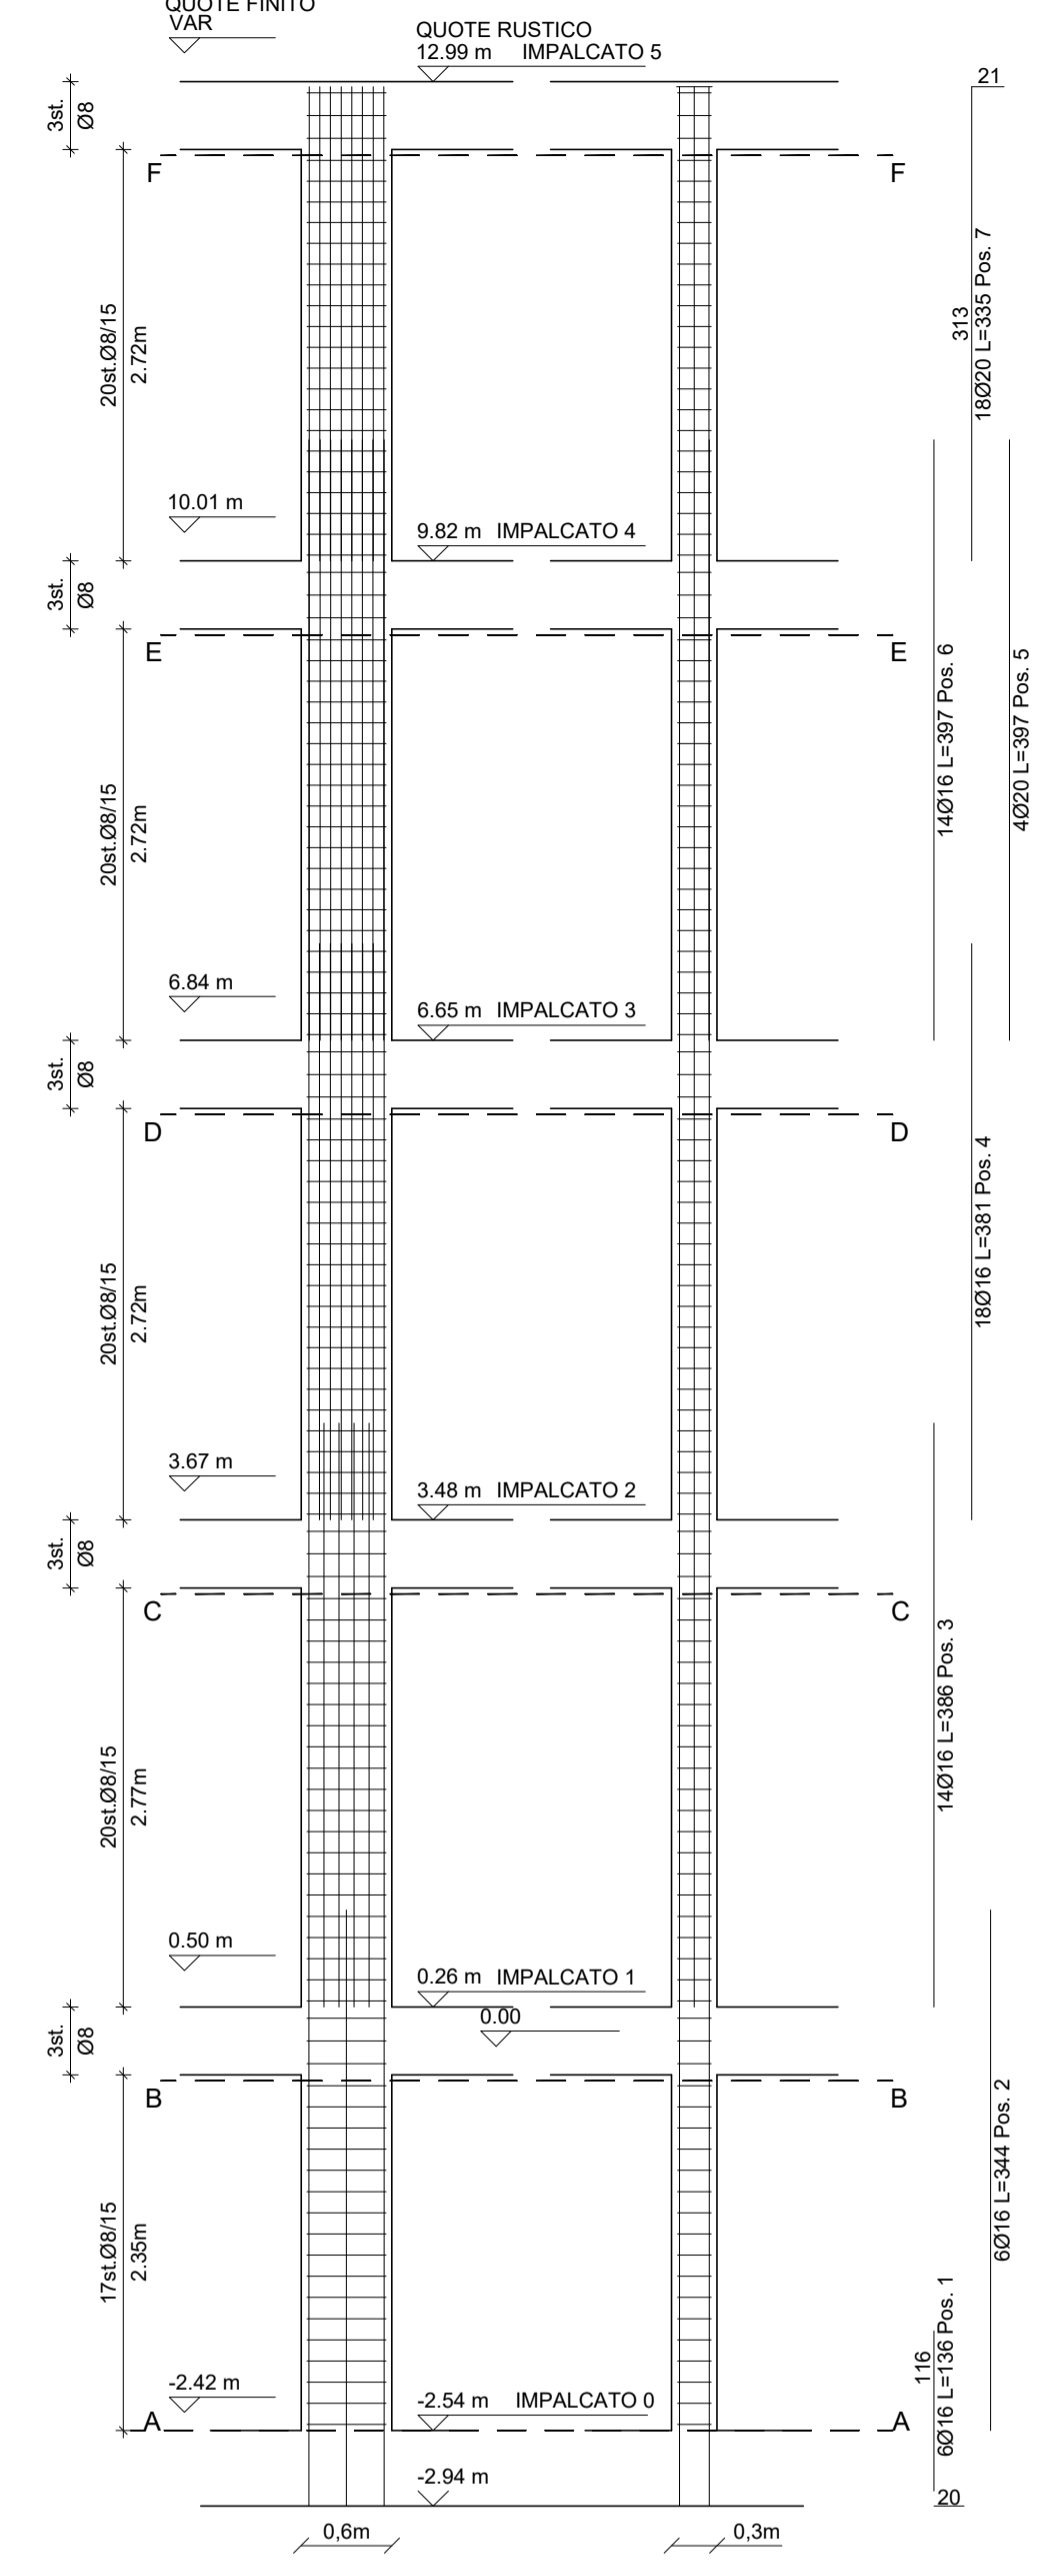 QUOTE FINITO
VAR
QUOTE RUSTICO
12.99 m IMPALCATO 5
21
3st.
Ø8
F
F
20st.Ø8/15
2.72m
313
18Ø20 L=335 Pos. 7
10.01 m
9.82 m IMPALCATO 4
3st.
Ø8
E
E
14Ø16 L=397 Pos. 6
4Ø20 L=397 Pos. 5
20st.Ø8/15
2.72m
6.84 m
6.65 m IMPALCATO 3
3st.
Ø8
D
D
18Ø16 L=381 Pos. 4
20st.Ø8/15
2.72m
3.67 m
3.48 m IMPALCATO 2
3st.
Ø8
C
C
14Ø16 L=386 Pos. 3
20st.Ø8/15
2.77m
0.50 m
0.26 m IMPALCATO 1
0.00
3st.
Ø8
B
B
6Ø16 L=344 Pos. 2
17st.Ø8/15
2.35m
116
6Ø16 L=136 Pos. 1
-2.42 m
-2.54 m IMPALCATO 0
A
A
-2.94 m
20
0,6m
0,3m